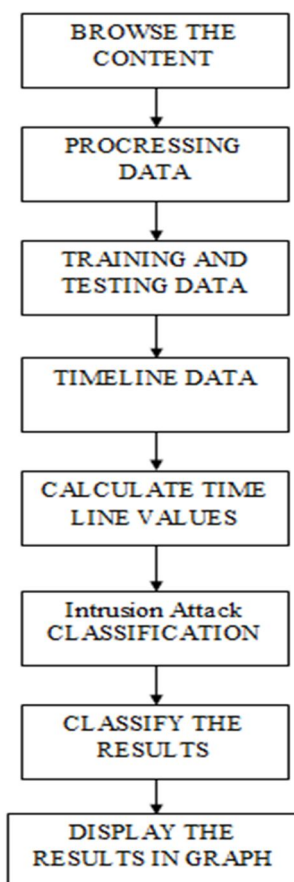 BROWSE THE
CONTENT
PROCRESSING
DATA
TRAINING AND
TESTING DATA
TIMELINE DATA
CALCULATE TIME
LINE VALUES
Intrusion Attack
CLASSIFICATION
CLASSIFY THE
RESULTS
DISPLAY THE
RESULTS IN GRAPH